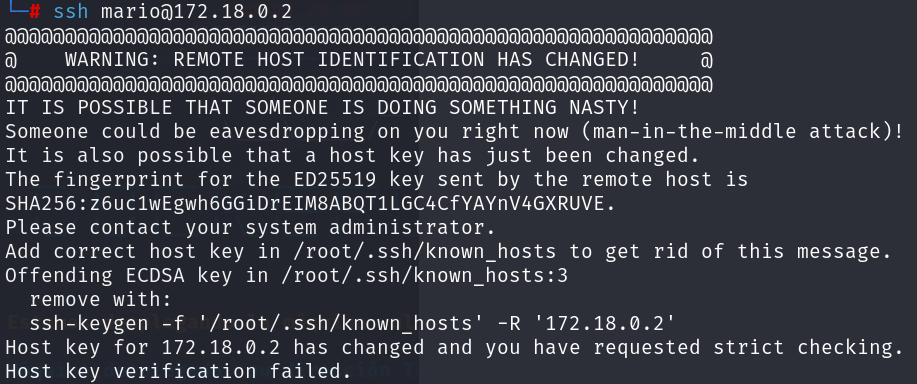 └─# ssh mario@172.18.0.2
@@@@@@@@@@@@@@@@@@@@@@@@@@@@@@@@@@@@@@@@@@@@@@@@@@@@@@@@@@@
@    WARNING: REMOTE HOST IDENTIFICATION HAS CHANGED!     @
@@@@@@@@@@@@@@@@@@@@@@@@@@@@@@@@@@@@@@@@@@@@@@@@@@@@@@@@@@@
IT IS POSSIBLE THAT SOMEONE IS DOING SOMETHING NASTY!
Someone could be eavesdropping on you right now (man-in-the-middle attack)!
It is also possible that a host key has just been changed.
The fingerprint for the ED25519 key sent by the remote host is
SHA256:z6uc1wEgwh6GGiDrEIM8ABQT1LGC4CfYAYnV4GXRUVE.
Please contact your system administrator.
Add correct host key in /root/.ssh/known_hosts to get rid of this message.
Offending ECDSA key in /root/.ssh/known_hosts:3
  remove with:
  ssh-keygen -f '/root/.ssh/known_hosts' -R '172.18.0.2'
Host key for 172.18.0.2 has changed and you have requested strict checking.
Host key verification failed.